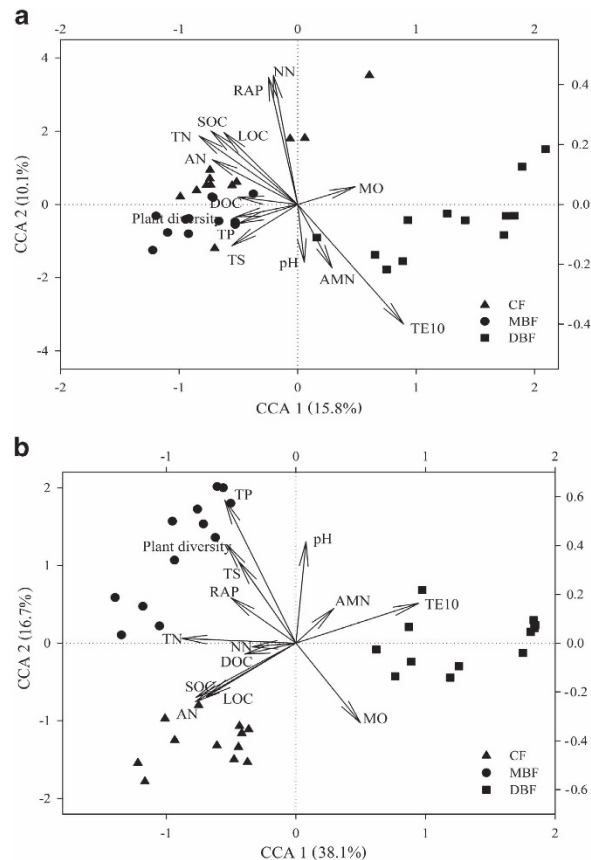 a
-2 -1 0 1 2
4
0.4
NN
RAP
SOC
TN
LOC
2
0.2
AN
MO
DOC
0
0.0
Plant diversity
TP
TS
pH
AMN
-2
-0.2
TE10
CF
MBF
DBF
-4
-0.4
CCA 2 (10.1%)
-2 -1 0 1 2
CCA 1 (15.8%)
b
-1 0 1 2
2
0.6
TP
pH
Plant diversity
0.4
1
TS
RAP
AMN
TE10
0.2
TN
NN
0
0.0
DOC
SOC
LOC
-0.2
AN
MO
-1
-0.4
CF
MBF
DBF
-2
-0.6
CCA 2 (16.7%)
-1 0 1 2
CCA 1 (38.1%)